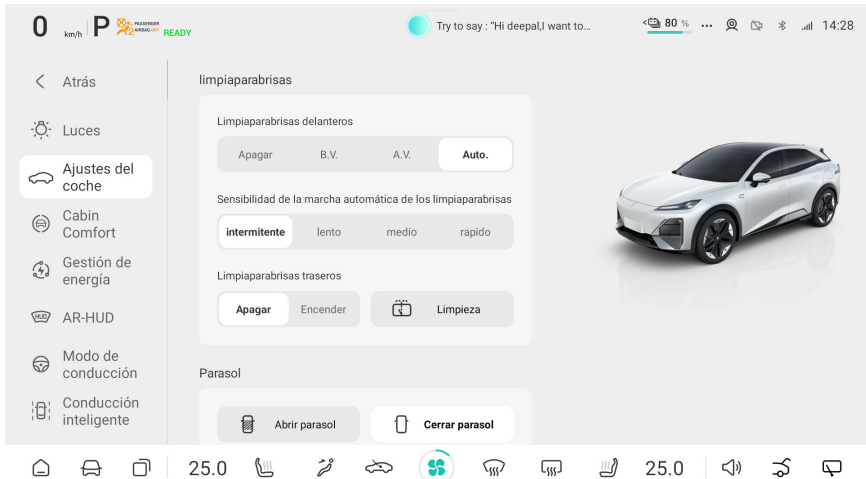 0 km/h P PASSENGER AIRBAG OFF READY
Try to say : "Hi deepal,I want to...
80 % ... 14:28
Atrás
Luces
Ajustes del
coche
Cabin
Comfort
Gestión de
energía
HUD AR-HUD
Modo de
conducción
Conducción
inteligente
limpiaparabrisas
Limpiaparabrisas delanteros
Apagar B.V. A.V. Auto.
Sensibilidad de la marcha automática de los limpiaparabrisas
intermitente lento medio rapido
Limpiaparabrisas traseros
Apagar Encender Limpieza
Parasol
Abrir parasol Cerrar parasol
25.0 25.0